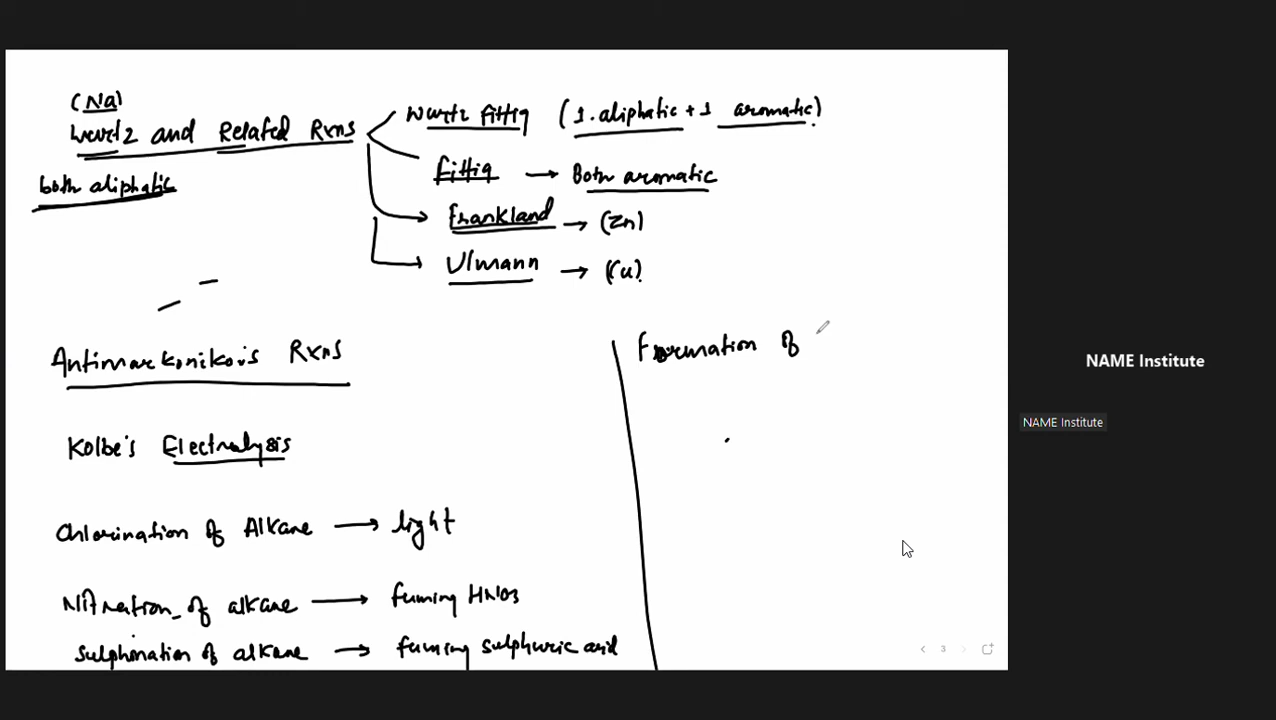 (Na)
Wurtz and Related Rxns
both aliphatic
Wurtz fittig (1. aliphatic + 1 aromatic)
fittig → Both aromatic
Frankland → (Zn)
Ulmann → (Cu)
Antimarkonikovis Rxns
Kolbe's Electrolysis
Chlorination of Alkane → light
Nitration of alkane → fuming HNO3
Sulphonation of alkane → fuming sulphuric acid
Formation of
NAME Institute
NAME Institute
3